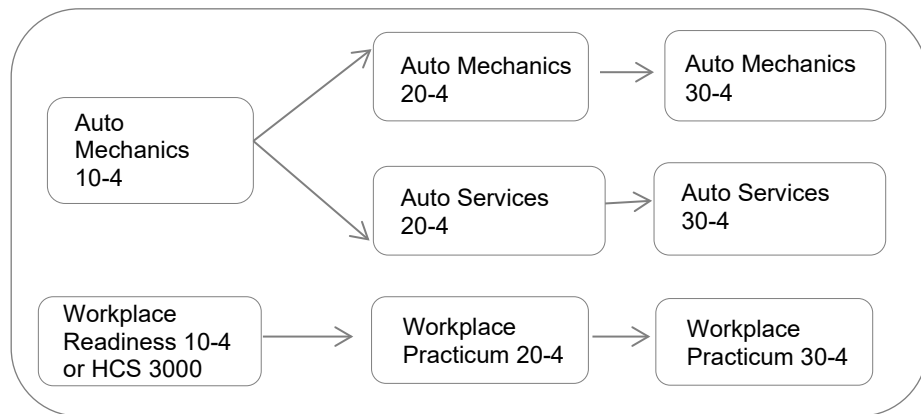 Auto
Mechanics
10-4
Auto Mechanics
20-4
Auto Mechanics
30-4
Auto Services
20-4
Auto Services
30-4
Workplace
Readiness 10-4
or HCS 3000
Workplace
Practicum 20-4
Workplace
Practicum 30-4